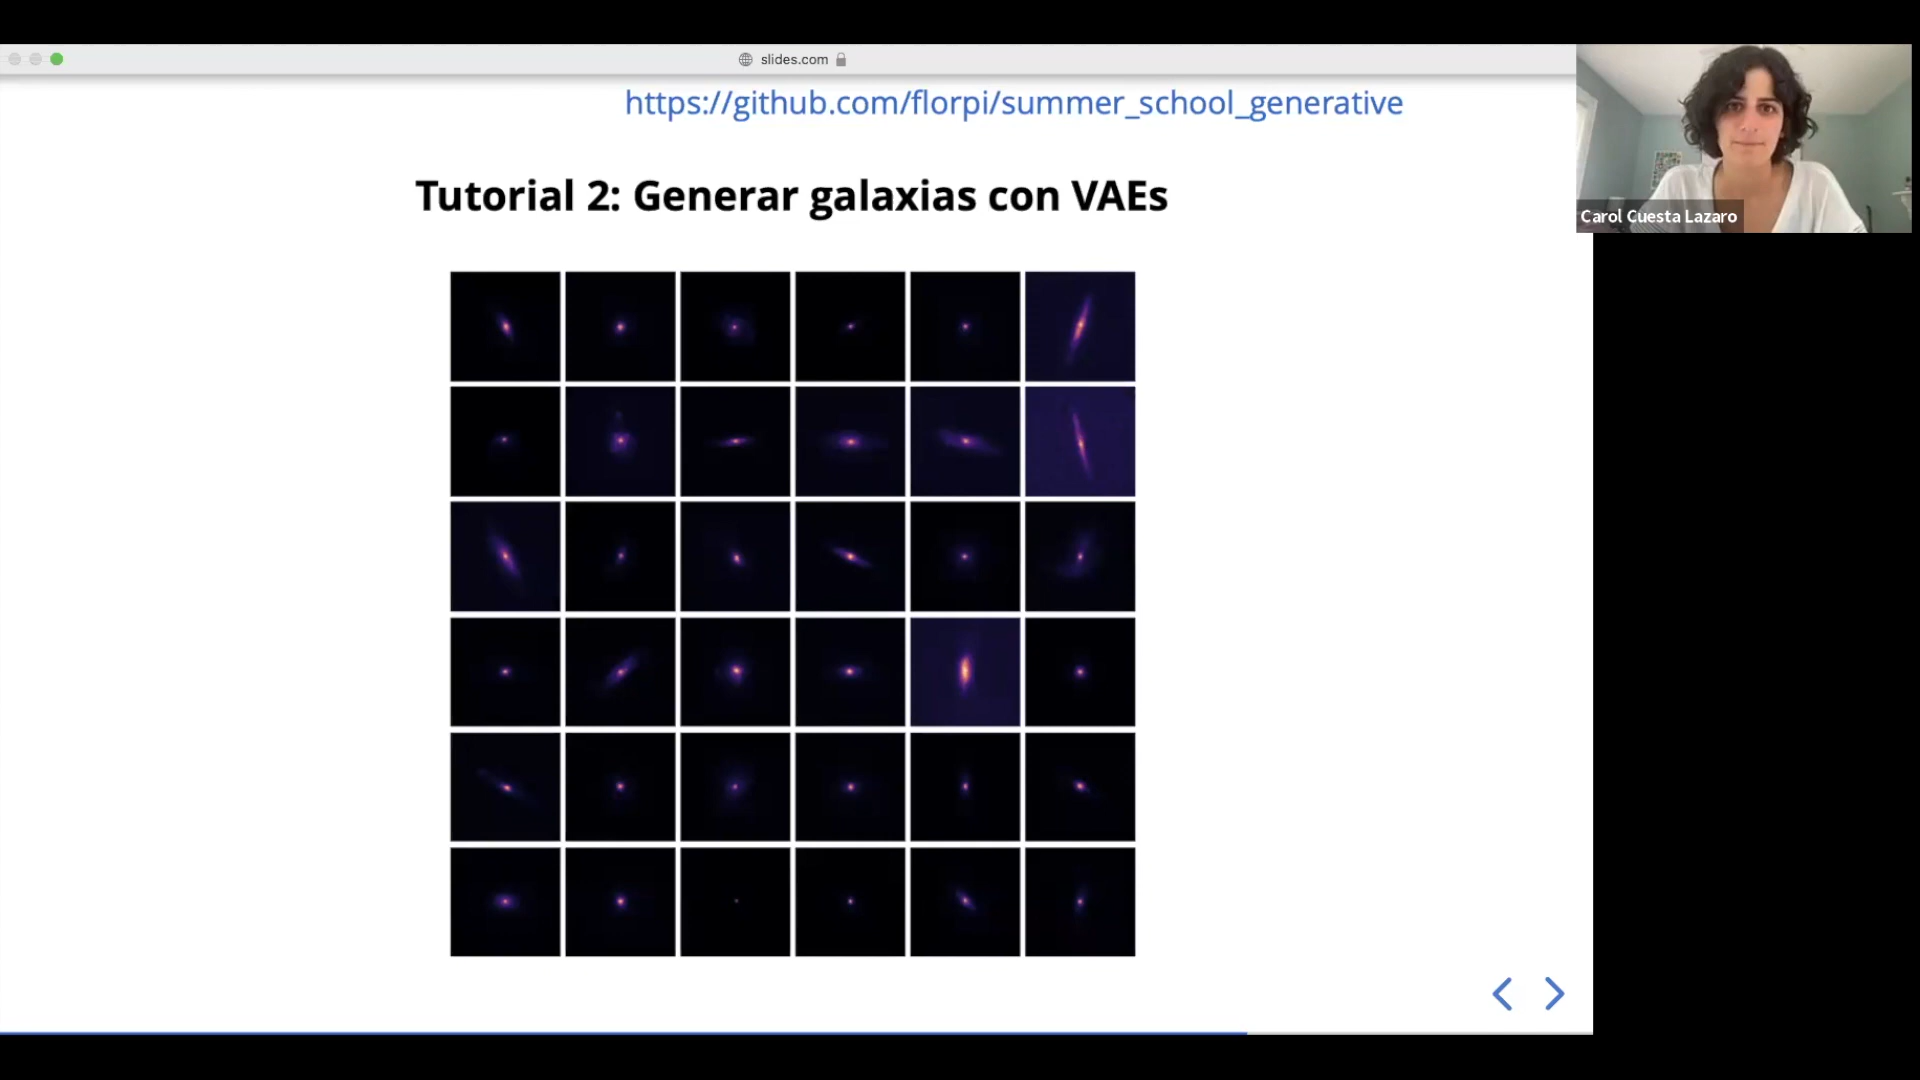 slides.com
https://github.com/florpi/summer_school_generative
Tutorial 2: Generar galaxias con VAEs
Carol Cuesta Lazaro